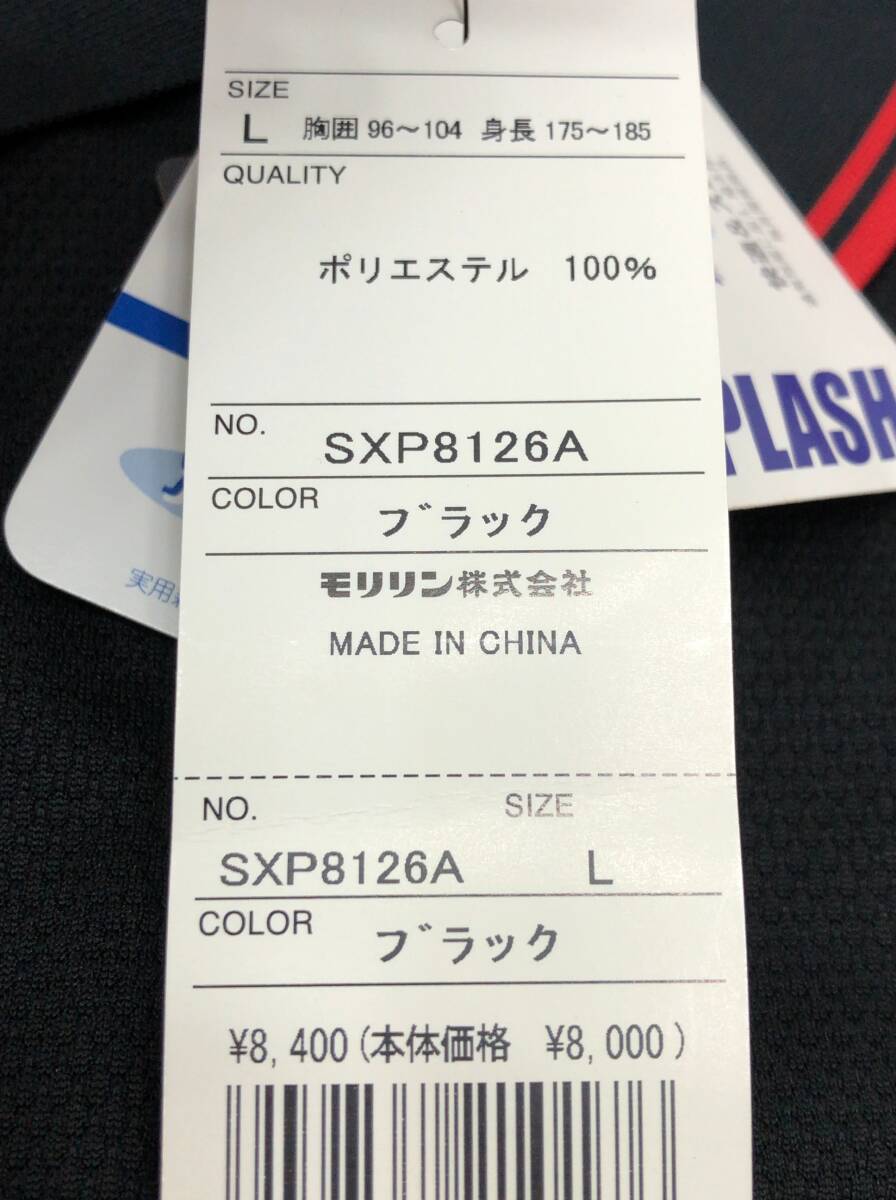 SIZE
L 胸囲 96～104 身長 175～185
QUALITY
ポリエステル 100%
NO.
SXP8126A
COLOR
ブラック
モリリン株式会社
MADE IN CHINA
NO. SIZE
SXP8126A L
COLOR
ブラック
¥8,400(本体価格 ¥8,000)
PLASH
実用